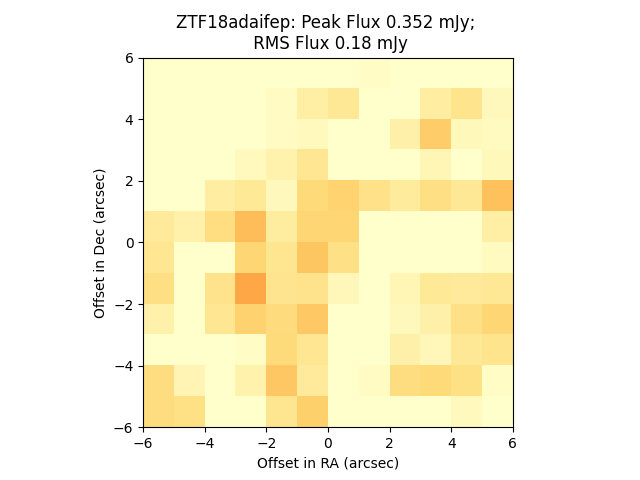 ZTF18adaifep: Peak Flux 0.352 mJy;
RMS Flux 0.18 mJy
6
4
2
0
−2
−4
−6
Offset in Dec (arcsec)
−6 −4 −2 0 2 4 6
Offset in RA (arcsec)